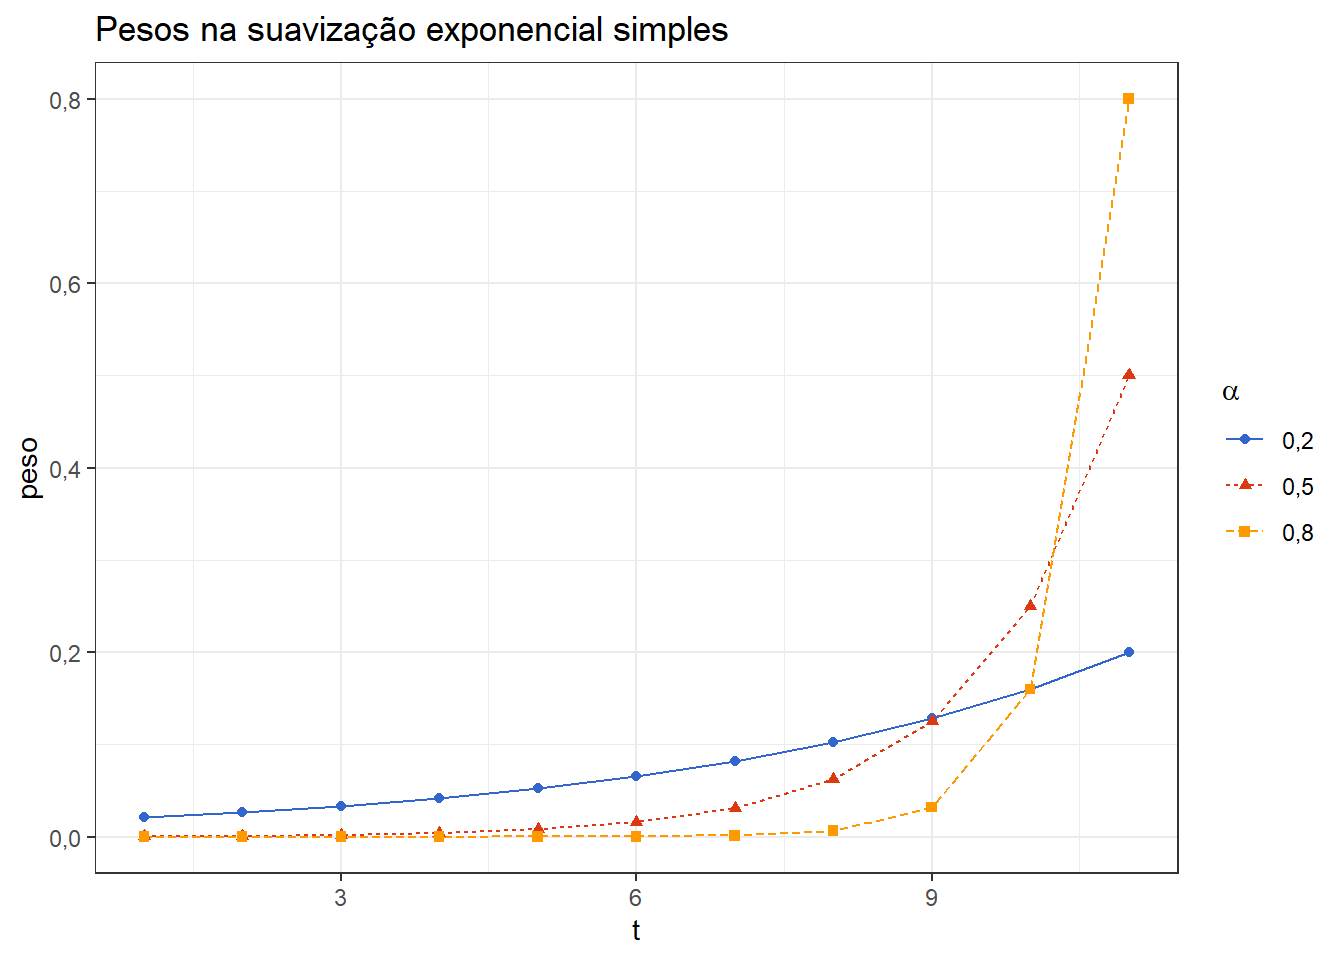 Pesos na suavização exponencial simples
0,8
0,6
0,4
0,2
0,0
peso
3
6
9
t
α
0,2
0,5
0,8